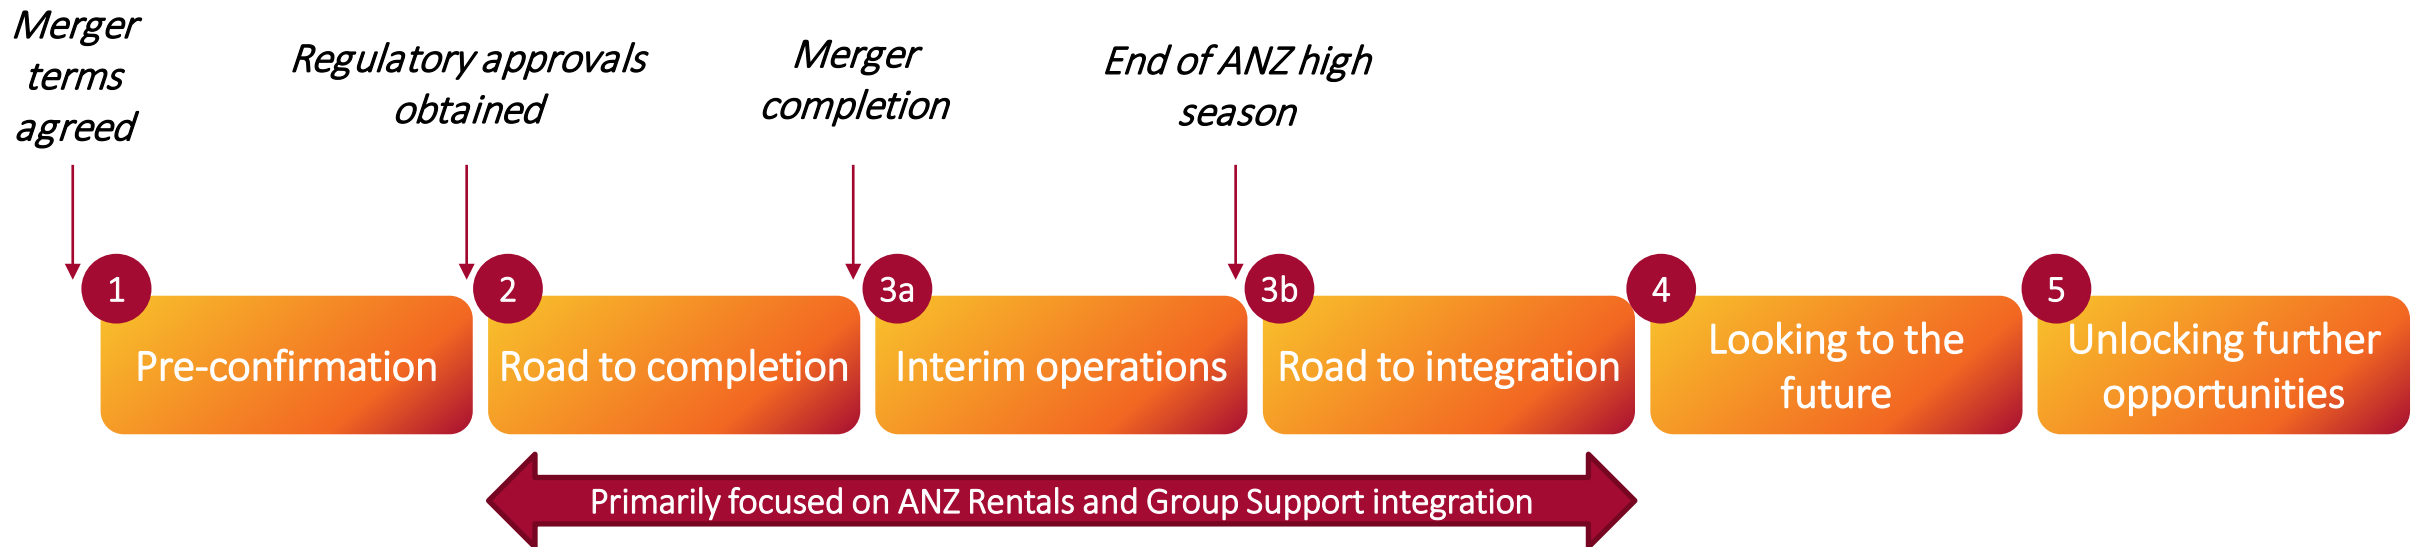 Merger
terms
agreed
Regulatory approvals
obtained
Merger
completion
End of ANZ high
season
1
Pre-confirmation
2
Road to completion
3a
Interim operations
3b
Road to integration
4
Looking to the
future
5
Unlocking further
opportunities
Primarily focused on ANZ Rentals and Group Support integration